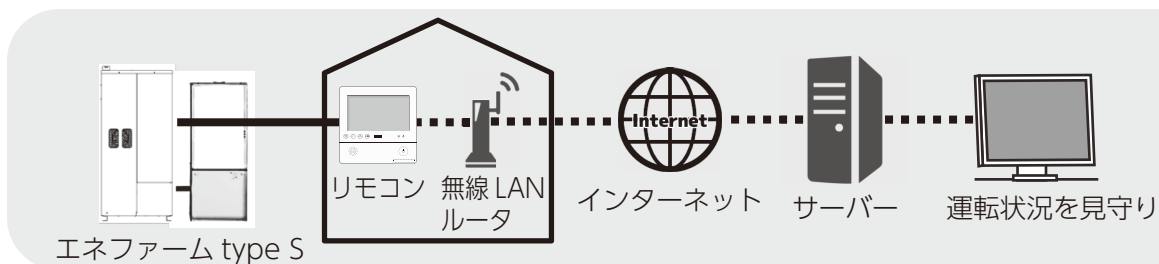 Internet
リモコン
無線 LAN
ルータ
インターネット
サーバー
運転状況を見守り
エネファーム type S